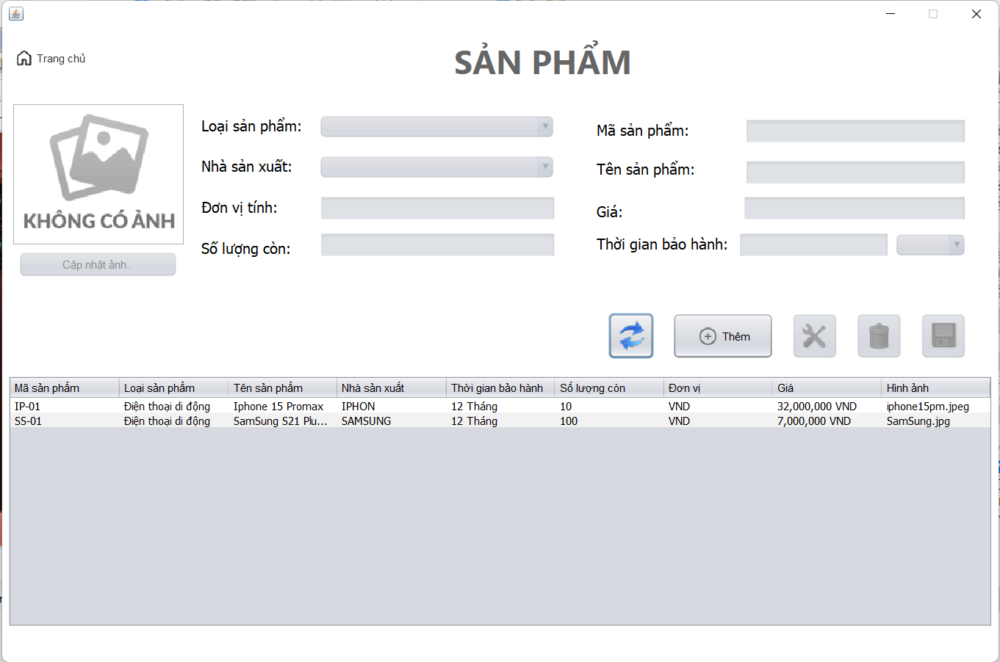 Trang chủ
SẢN PHẨM
KHÔNG CÓ ẢNH
Cập nhật ảnh..
Loại sản phẩm:
Nhà sản xuất:
Đơn vị tính:
Số lượng còn:
Mã sản phẩm:
Tên sản phẩm:
Giá:
Thời gian bảo hành:
Thêm
Mã sản phẩm Loại sản phẩm Tên sản phẩm Nhà sản xuất Thời gian bảo hành Số lượng còn Đơn vị Giá Hình ảnh
IP-01 Điện thoại di động Iphone 15 Promax IPHON 12 Tháng 10 VND 32,000,000 VND iphone15pm.jpeg
SS-01 Điện thoại di động SamSung S21 Plu... SAMSUNG 12 Tháng 100 VND 7,000,000 VND SamSung.jpg